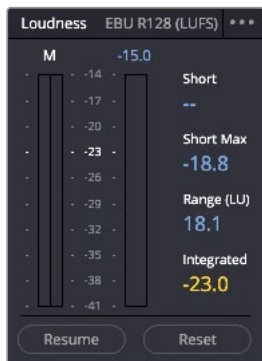 Loudness EBU R128 (LUFS) •••
M -15.0
- - -14 -
- - -17 -
- - -20 -
- - -23 -
- - -26 -
- - -29 -
- - -32 -
- - -35 -
- - -38 -
- - -41 -
Short
--
Short Max
-18.8
Range (LU)
18.1
Integrated
-23.0
Resume Reset